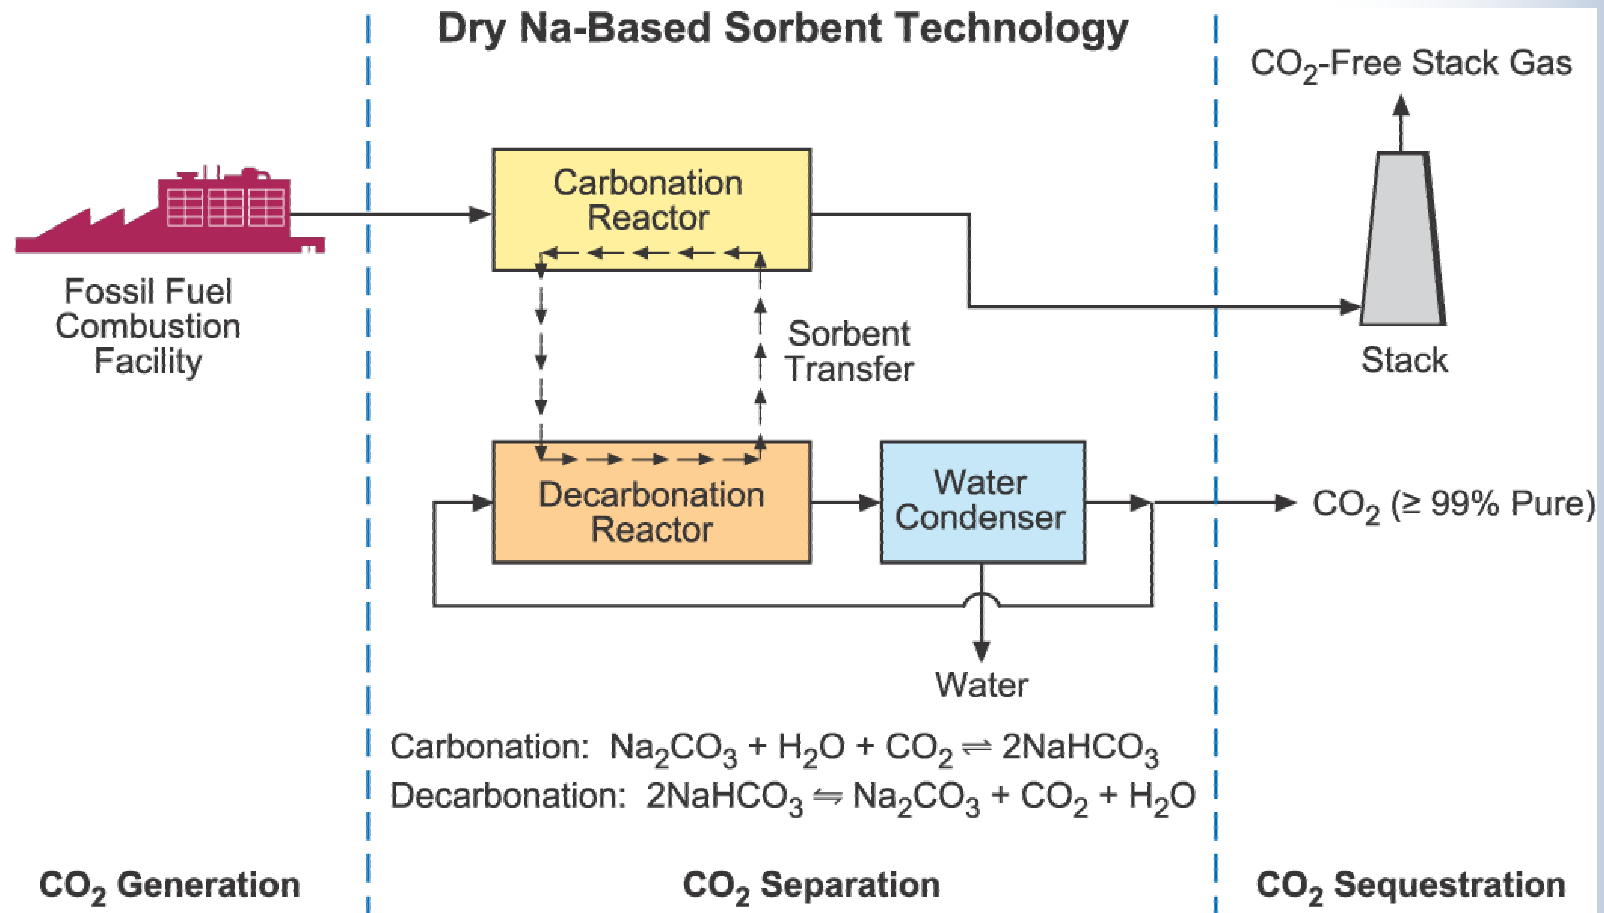 Dry Na-Based Sorbent Technology
CO₂-Free Stack Gas
Carbonation
Reactor
Fossil Fuel
Combustion
Facility
Sorbent
Transfer
Stack
Decarbonation
Reactor
Water
Condenser
CO₂ (≥ 99% Pure)
Water
Carbonation: Na₂CO₃ + H₂O + CO₂ ⇌ 2NaHCO₃
Decarbonation: 2NaHCO₃ ⇋ Na₂CO₃ + CO₂ + H₂O
CO₂ Generation
CO₂ Separation
CO₂ Sequestration